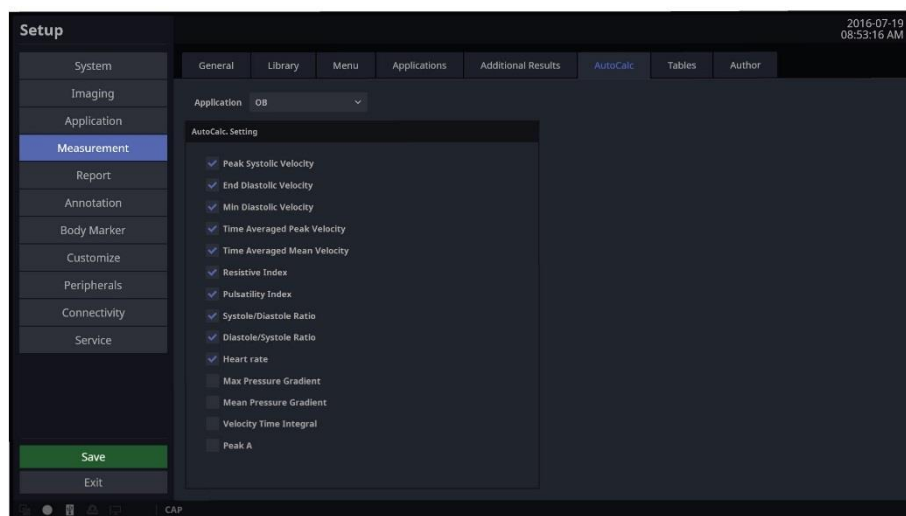 Setup
2016-07-19
08:53:16 AM
System
Imaging
Application
Measurement
Report
Annotation
Body Marker
Customize
Peripherals
Connectivity
Service
Save
Exit
General Library Menu Applications Additional Results AutoCalc Tables Author
Application OB
AutoCalc. Setting
Peak Systolic Velocity
End Diastolic Velocity
Min Diastolic Velocity
Time Averaged Peak Velocity
Time Averaged Mean Velocity
Resistive Index
Pulsatility Index
Systole/Diastole Ratio
Diastole/Systole Ratio
Heart rate
Max Pressure Gradient
Mean Pressure Gradient
Velocity Time Integral
Peak A
CAP